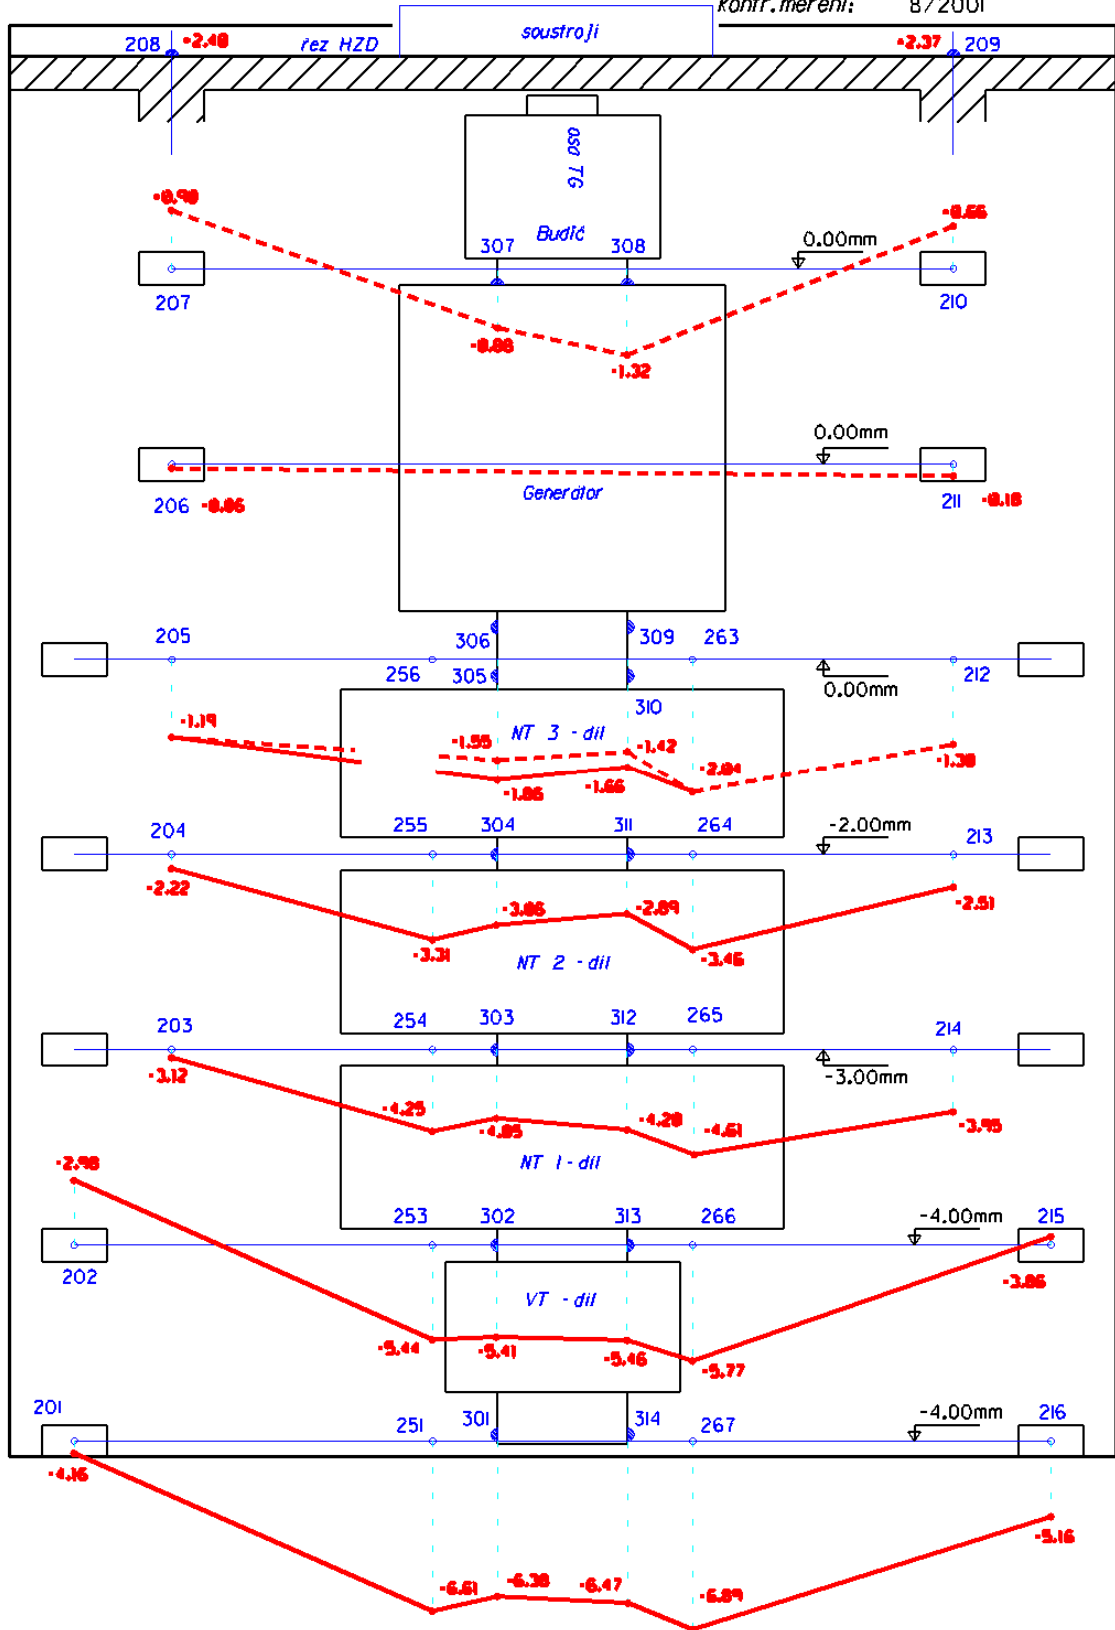 kontr.měření: 8/2001
soustroji
208 -2.48 řez HZD -2.37 209
osa TG
-0.90 -0.66
Budič
307 308 0.00mm
207 210
-0.88
-1.32
0.00mm
Generátor
206 -0.06 211 -0.18
205 306 309 263
256 305 212
0.00mm
310
-1.19 NT 3 - díl
-1.55 -1.42 -1.38
-1.86 -1.66 -2.04
204 255 304 311 264 -2.00mm 213
-2.22 -3.06 -2.89 -2.51
-3.31 -3.46
NT 2 - díl
203 254 303 312 265 214
-3.12 -3.00mm
-4.25 -4.05 -4.28 -4.61 -3.95
-2.98 NT 1 - díl
253 302 313 266 -4.00mm 215
202 -3.86
VT - díl
-5.44 -5.41 -5.46 -5.77
201 251 301 314 267 -4.00mm 216
-4.16
-5.16
-6.61 -6.38 -6.47 -6.89